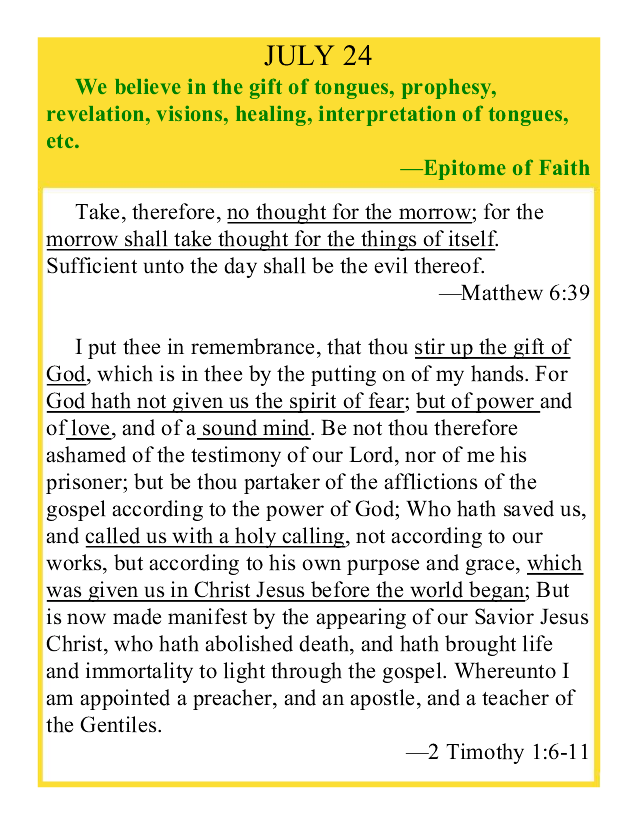 JULY 24
We believe in the gift of tongues, prophesy,
revelation, visions, healing, interpretation of tongues,
etc.
—Epitome of Faith
Take, therefore, no thought for the morrow; for the
morrow shall take thought for the things of itself.
Sufficient unto the day shall be the evil thereof.
—Matthew 6:39
I put thee in remembrance, that thou stir up the gift of
God, which is in thee by the putting on of my hands. For
God hath not given us the spirit of fear; but of power and
of love, and of a sound mind. Be not thou therefore
ashamed of the testimony of our Lord, nor of me his
prisoner; but be thou partaker of the afflictions of the
gospel according to the power of God; Who hath saved us,
and called us with a holy calling, not according to our
works, but according to his own purpose and grace, which
was given us in Christ Jesus before the world began; But
is now made manifest by the appearing of our Savior Jesus
Christ, who hath abolished death, and hath brought life
and immortality to light through the gospel. Whereunto I
am appointed a preacher, and an apostle, and a teacher of
the Gentiles.
—2 Timothy 1:6-11